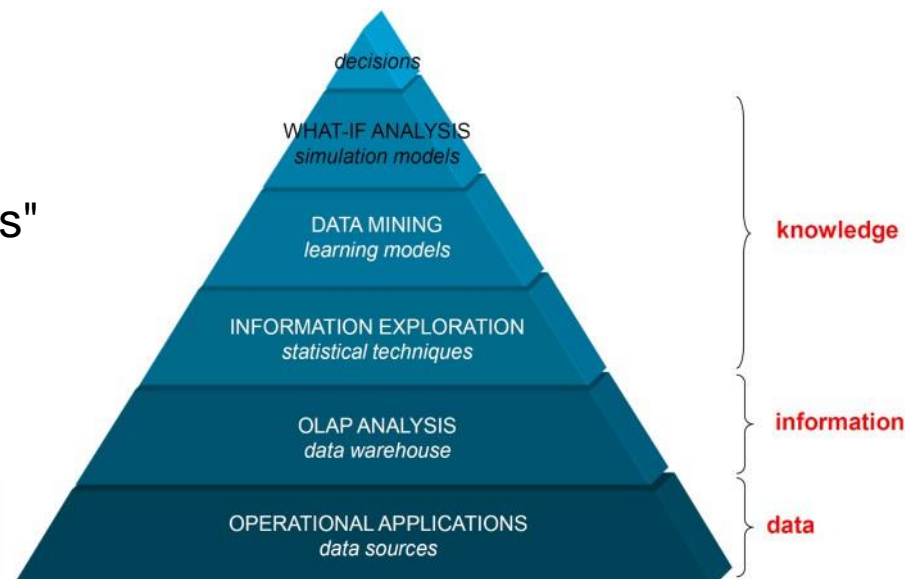 decisions
WHAT-IF ANALYSIS
simulation models
s"
DATA MINING
learning models
knowledge
INFORMATION EXPLORATION
statistical techniques
OLAP ANALYSIS
data warehouse
information
OPERATIONAL APPLICATIONS
data sources
data